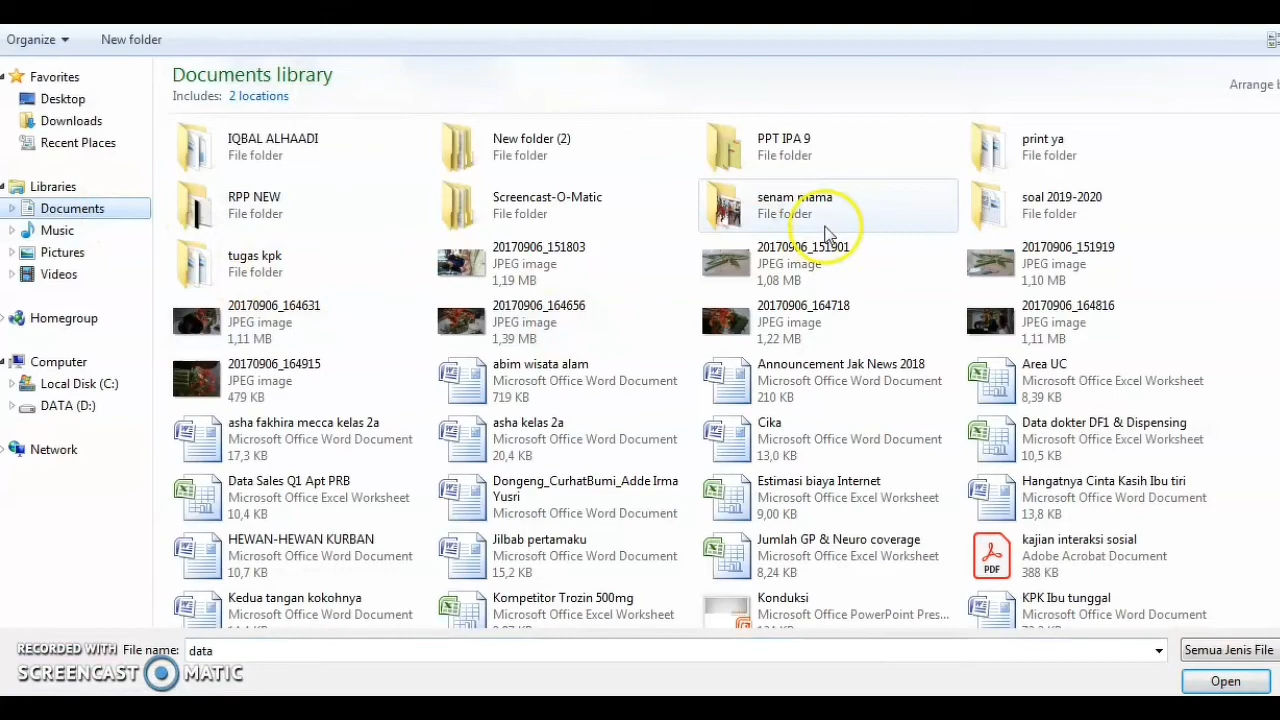 Organize
New folder
Favorites
Desktop
Downloads
Recent Places
Libraries
Documents
Music
Pictures
Videos
Homegroup
Computer
Local Disk (C:)
DATA (D:)
Network
Documents library
Includes: 2 locations
Arrange b
IQBAL ALHAADI
File folder
New folder (2)
File folder
PPT IPA 9
File folder
print ya
File folder
RPP NEW
File folder
Screencast-O-Matic
File folder
senam mama
File folder
soal 2019-2020
File folder
tugas kpk
File folder
20170906_151803
JPEG image
1,19 MB
20170906_151901
JPEG image
1,08 MB
20170906_151919
JPEG image
1,10 MB
20170906_164631
JPEG image
1,11 MB
20170906_164656
JPEG image
1,39 MB
20170906_164718
JPEG image
1,22 MB
20170906_164816
JPEG image
1,11 MB
20170906_164915
JPEG image
479 KB
abim wisata alam
Microsoft Office Word Document
719 KB
Announcement Jak News 2018
Microsoft Office Word Document
210 KB
Area UC
Microsoft Office Excel Worksheet
8,39 KB
asha fakhira mecca kelas 2a
Microsoft Office Word Document
17,3 KB
asha kelas 2a
Microsoft Office Word Document
20,4 KB
Cika
Microsoft Office Word Document
13,0 KB
Data dokter DF1 & Dispensing
Microsoft Office Excel Worksheet
10,5 KB
Data Sales Q1 Apt PRB
Microsoft Office Excel Worksheet
10,4 KB
Dongeng_CurhatBumi_Adde Irma
Yusri
Microsoft Office Word Document
Estimasi biaya Internet
Microsoft Office Excel Worksheet
9,00 KB
Hangatnya Cinta Kasih Ibu tiri
Microsoft Office Word Document
13,8 KB
HEWAN-HEWAN KURBAN
Microsoft Office Word Document
10,7 KB
Jilbab pertamaku
Microsoft Office Word Document
15,2 KB
Jumlah GP & Neuro coverage
Microsoft Office Excel Worksheet
8,24 KB
PDF
kajian interaksi sosial
Adobe Acrobat Document
388 KB
Kedua tangan kokohnya
Microsoft Office Word Document
Kompetitor Trozin 500mg
Microsoft Office Excel Worksheet
Konduksi
Microsoft Office PowerPoint Pres...
KPK Ibu tunggal
Microsoft Office Word Document
File name: data
Semua Jenis File
Open
RECORDED WITH
SCREENCAST MATIC